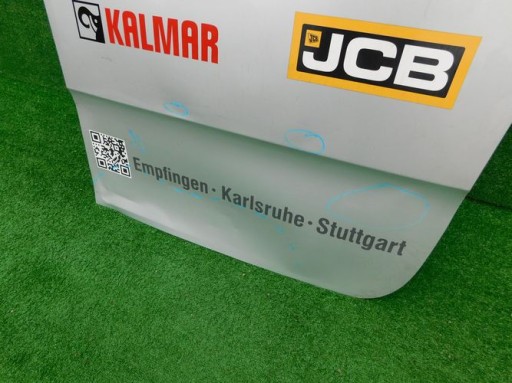 KALMAR
JCB
Empfingen · Karlsruhe · Stuttgart